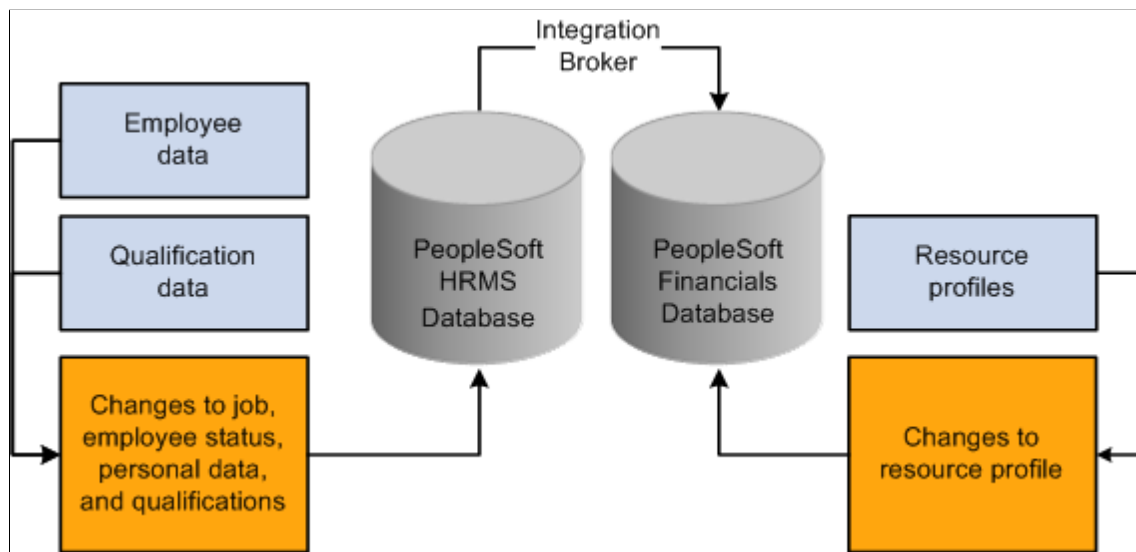 Integration
Broker
Employee
data
Qualification
data
Changes to job,
employee status,
personal data,
and qualifications
PeopleSoft
HRMS
Database
PeopleSoft
Financials
Database
Resource
profiles
Changes to
resource profile